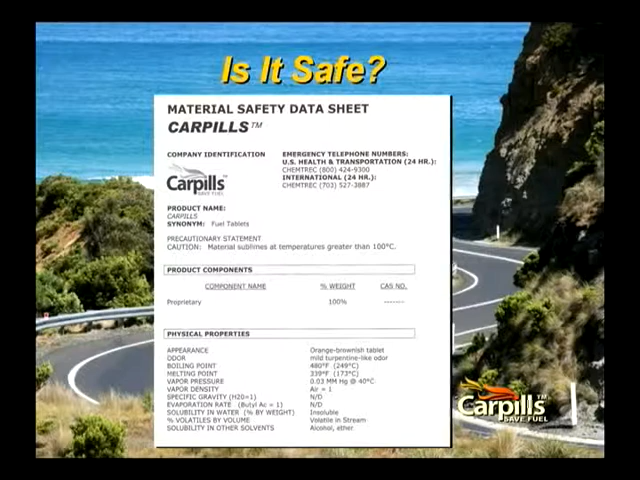 Is It Safe?
MATERIAL SAFETY DATA SHEET
CARPILLS™
COMPANY IDENTIFICATION
Carpills™
SAVE FUEL
EMERGENCY TELEPHONE NUMBERS:
U.S. HEALTH & TRANSPORTATION (24 HR.):
CHEMTREC (800) 424-9300
INTERNATIONAL (24 HR.):
CHEMTREC (703) 527-3887
PRODUCT NAME:
CARPILLS
SYNONYM: Fuel Tablets
PRECAUTIONARY STATEMENT
CAUTION: Material sublimes at temperatures greater than 100°C.
PRODUCT COMPONENTS
COMPONENT NAME % WEIGHT CAS NO.
Proprietary 100% -------
PHYSICAL PROPERTIES
APPEARANCE Orange-brownish tablet
ODOR mild turpentine-like odor
BOILING POINT 480°F (249°C)
MELTING POINT 339°F (173°C)
VAPOR PRESSURE 0.03 MM Hg @ 40°C
VAPOR DENSITY Air = 1
SPECIFIC GRAVITY (H20=1) N/D
EVAPORATION RATE (Butyl Ac = 1) N/D
SOLUBILITY IN WATER (% BY WEIGHT) Insoluble
% VOLATILES BY VOLUME Volatile in Stream
SOLUBILITY IN OTHER SOLVENTS Alcohol, ether
Carpills™
SAVE FUEL